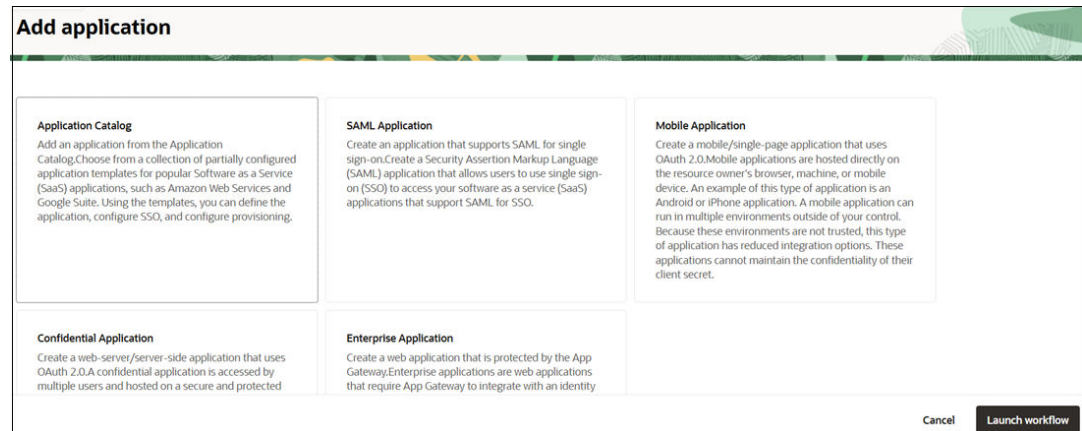 Add application
Application Catalog
Add an application from the Application
Catalog.Choose from a collection of partially configured
application templates for popular Software as a Service
(SaaS) applications, such as Amazon Web Services and
Google Suite. Using the templates, you can define the
application, configure SSO, and configure provisioning.
SAML Application
Create an application that supports SAML for single
sign-on.Create a Security Assertion Markup Language
(SAML) application that allows users to use single sign-
on (SSO) to access your software as a service (SaaS)
applications that support SAML for SSO.
Mobile Application
Create a mobile/single-page application that uses
OAuth 2.0.Mobile applications are hosted directly on
the resource owner's browser, machine, or mobile
device. An example of this type of application is an
Android or iPhone application. A mobile application can
run in multiple environments outside of your control.
Because these environments are not trusted, this type
of application has reduced integration options. These
applications cannot maintain the confidentiality of their
client secret.
Confidential Application
Create a web-server/server-side application that uses
OAuth 2.0.A confidential application is accessed by
multiple users and hosted on a secure and protected
Enterprise Application
Create a web application that is protected by the App
Gateway.Enterprise applications are web applications
that require App Gateway to integrate with an identity
Cancel
Launch workflow